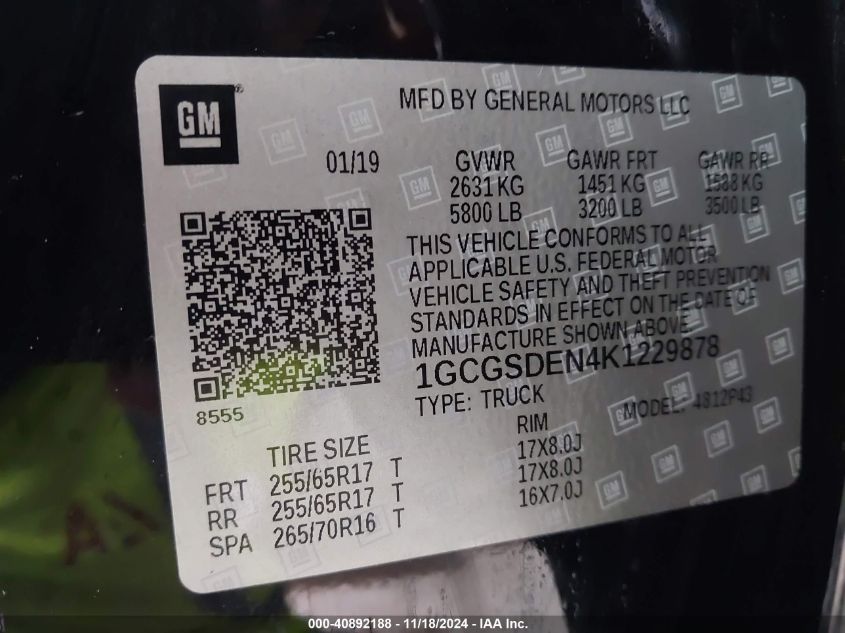 GM
MFD BY GENERAL MOTORS LLC
01/19 GVWR GAWR FRT GAWR RR
2631 KG 1451 KG 1588 KG
5800 LB 3200 LB 3500 LB
THIS VEHICLE CONFORMS TO ALL
APPLICABLE U.S. FEDERAL MOTOR
VEHICLE SAFETY AND THEFT PREVENTION
STANDARDS IN EFFECT ON THE DATE OF
MANUFACTURE SHOWN ABOVE
1GCGSDEN4K1229878
8555
TYPE: TRUCK MODEL: 4812P43
TIRE SIZE RIM
FRT 255/65R17 T 17X8.0J
RR 255/65R17 T 17X8.0J
SPA 265/70R16 T 16X7.0J
000-40892188 - 11/18/2024 - IAA Inc.